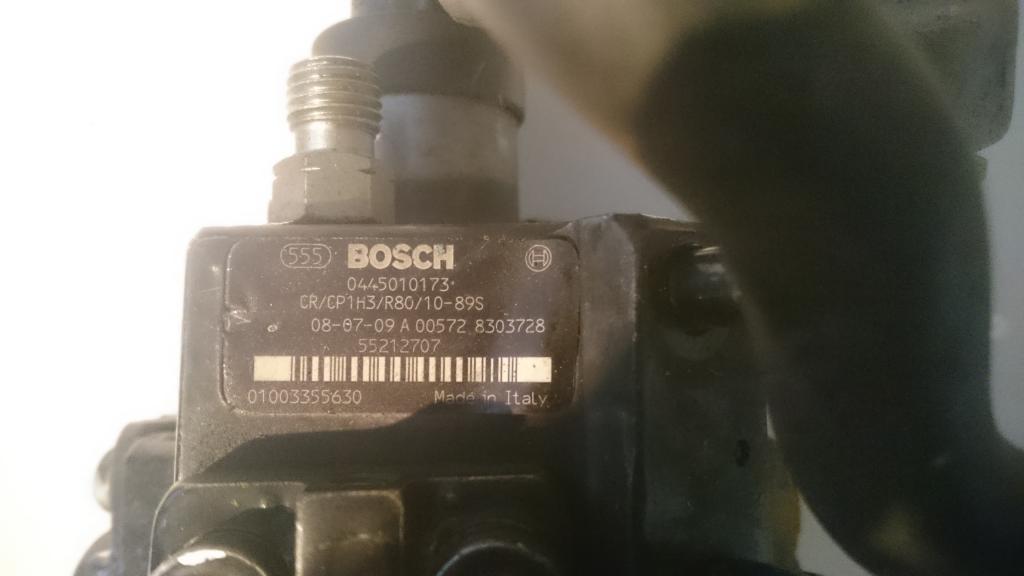 555 BOSCH
0445010173
CR/CP1H3/R80/10-89S
08-07-09 A 00572 8303728
55212707
01003355630 Made in Italy